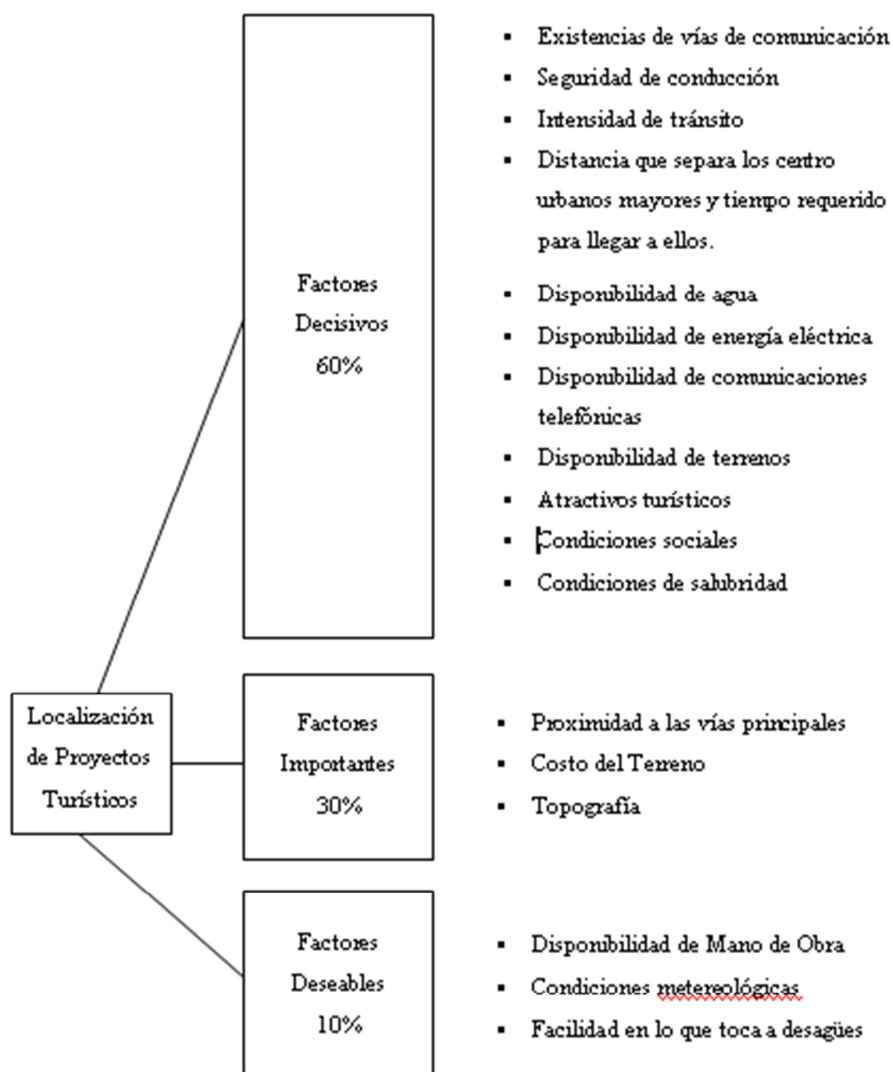 ▪ Existencias de vías de comunicación
▪ Seguridad de conducción
▪ Intensidad de tránsito
▪ Distancia que separa los centro
urbanos mayores y tiempo requerido
para llegar a ellos.
Factores
Decisivos
60%
▪ Disponibilidad de agua
▪ Disponibilidad de energía eléctrica
▪ Disponibilidad de comunicaciones
telefónicas
▪ Disponibilidad de terrenos
▪ Atractivos turísticos
▪ Condiciones sociales
▪ Condiciones de salubridad
Localización
de Proyectos
Turísticos
Factores
Importantes
30%
▪ Proximidad a las vías principales
▪ Costo del Terreno
▪ Topografía
Factores
Deseables
10%
▪ Disponibilidad de Mano de Obra
▪ Condiciones metereológicas
▪ Facilidad en lo que toca a desagües